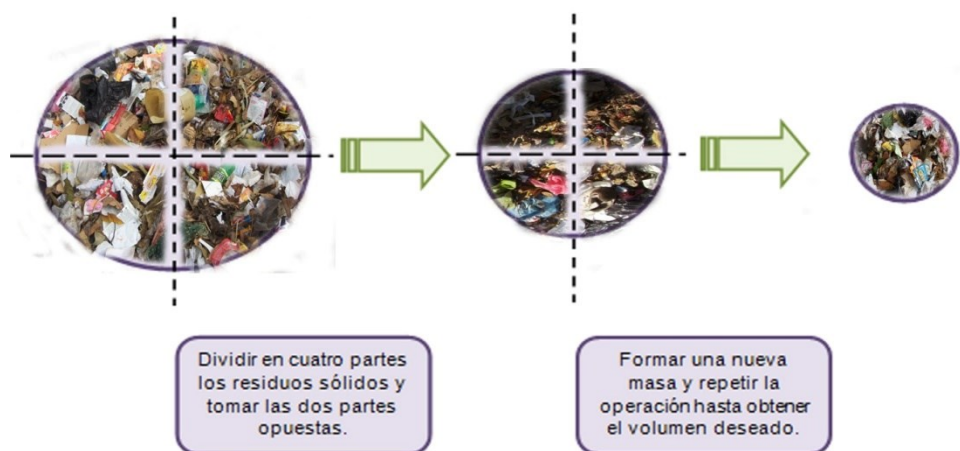 Dividir en cuatro partes
los residuos sólidos y
tomar las dos partes
opuestas.
Formar una nueva
masa y repetir la
operación hasta obtener
el volumen deseado.